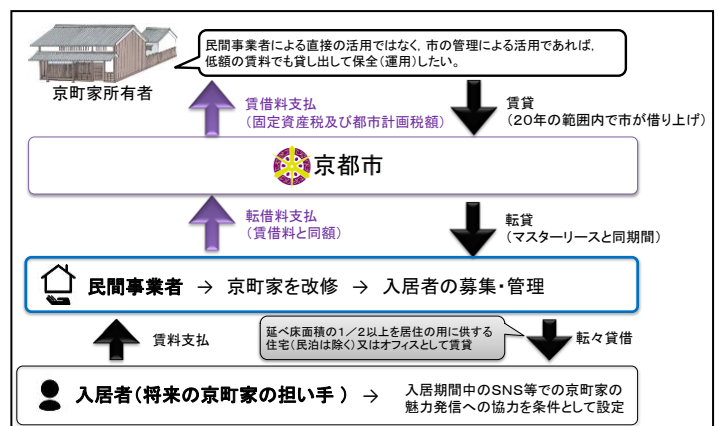 民間事業者による直接の活用ではなく，市の管理による活用であれば，
低額の賃料でも貸し出して保全(運用)したい。
京町家所有者
賃借料支払
(固定資産税及び都市計画税額)
賃貸
(20年の範囲内で市が借り上げ)
京都市
転借料支払
(賃借料と同額)
転貸
(マスターリースと同期間)
民間事業者 → 京町家を改修 → 入居者の募集・管理
賃料支払
延べ床面積の1／2以上を居住の用に供する
住宅(民泊は除く)又はオフィスとして賃貸
転々貸借
入居者(将来の京町家の担い手 ) →
入居期間中のSNS等での京町家の
魅力発信への協力を条件として設定